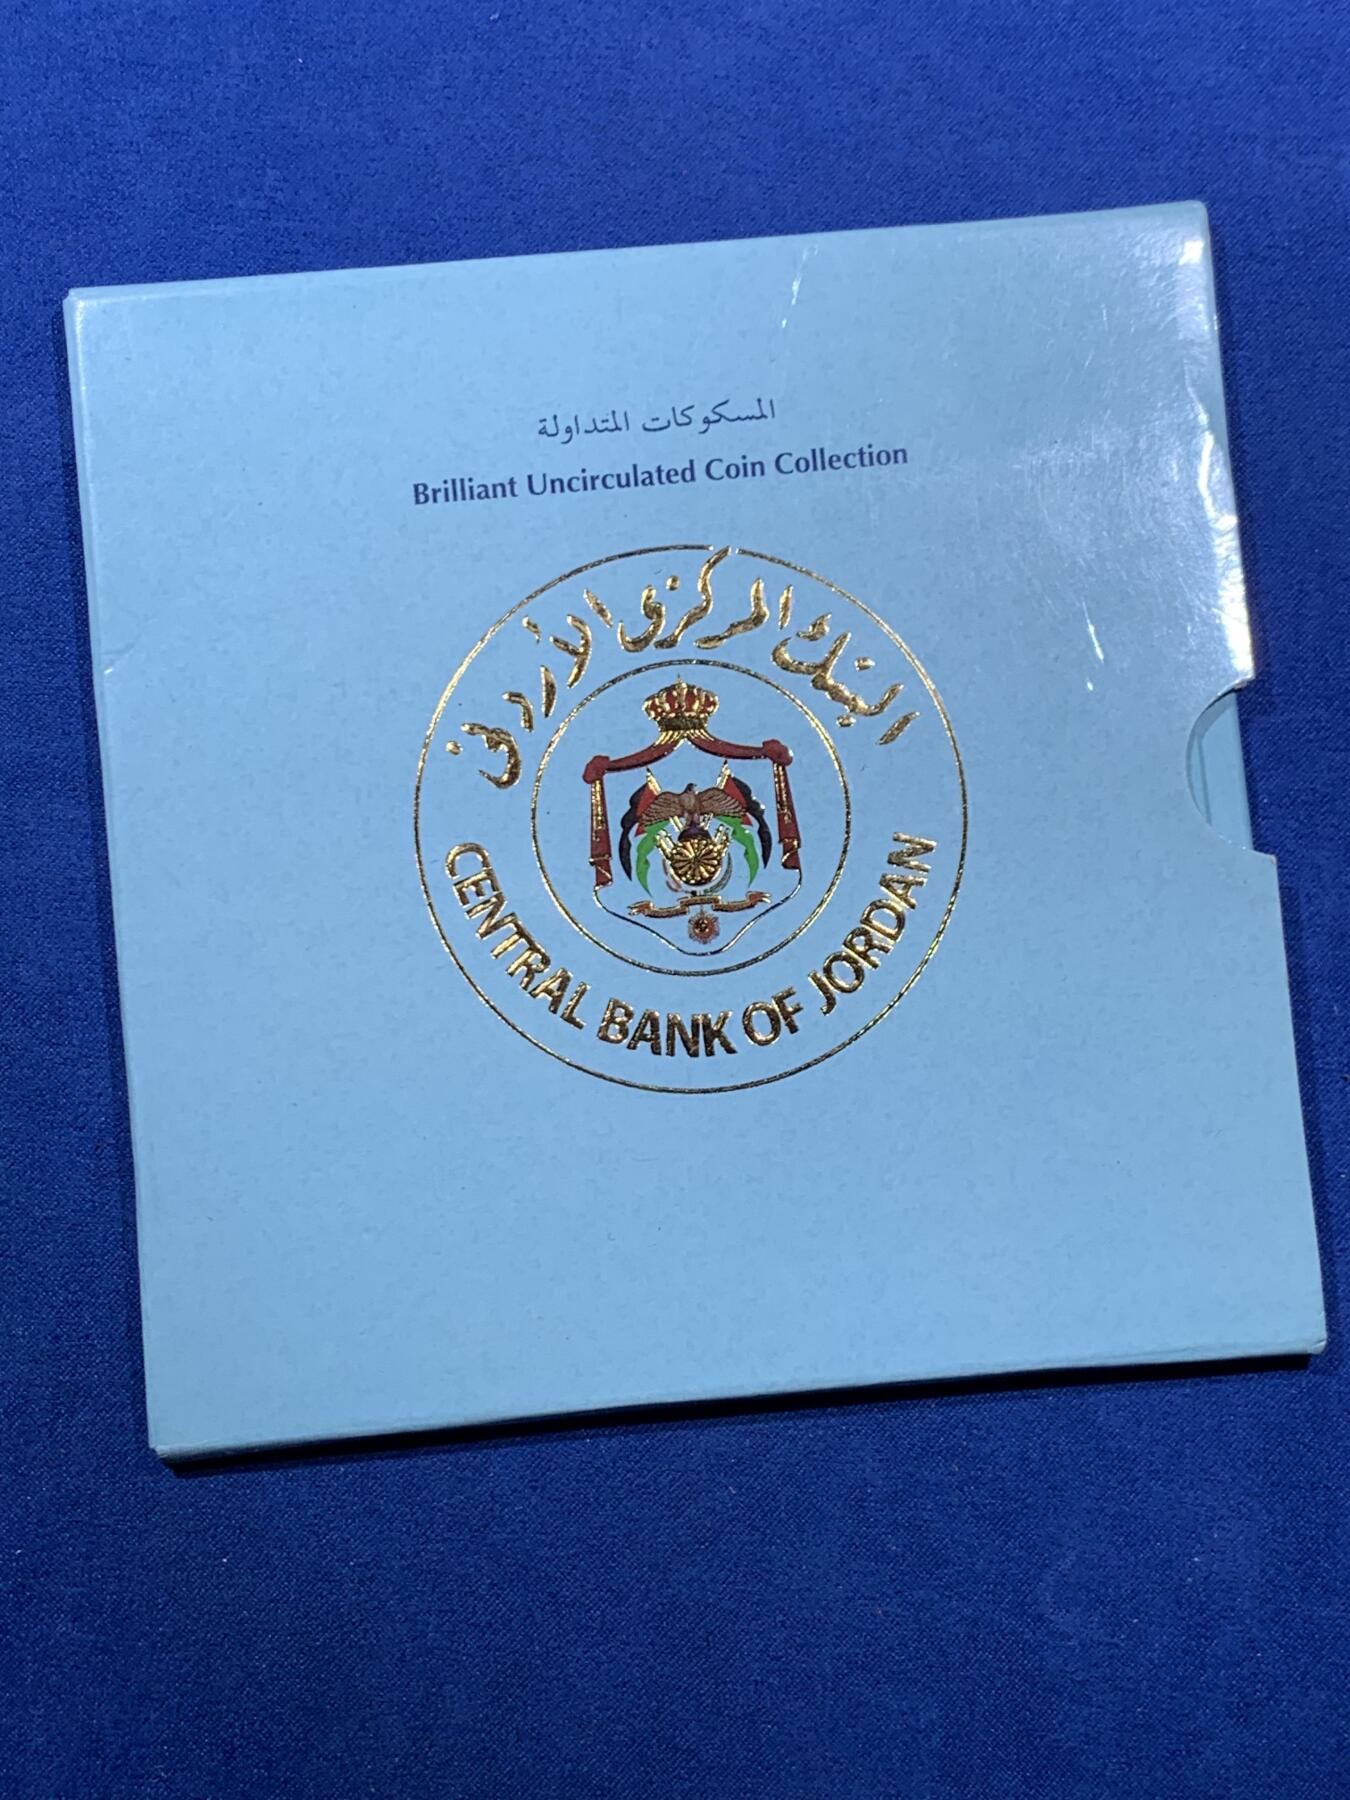 المسكوكات المتداولة
Brilliant Uncirculated Coin Collection
البنك المركزي الأردني
CENTRAL BANK OF JORDAN